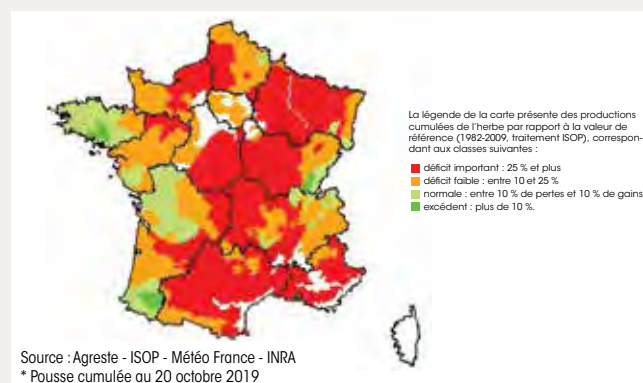 La légende de la carte présente des productions
cumulées de l'herbe par rapport à la valeur de
référence (1982-2009, traitement ISOP), correspon-
dant aux classes suivantes :
déficit important : 25 % et plus
déficit faible : entre 10 et 25 %
normale : entre 10 % de pertes et 10 % de gains
excédent : plus de 10 %.
Source : Agreste - ISOP - Météo France - INRA
* Pousse cumulée au 20 octobre 2019